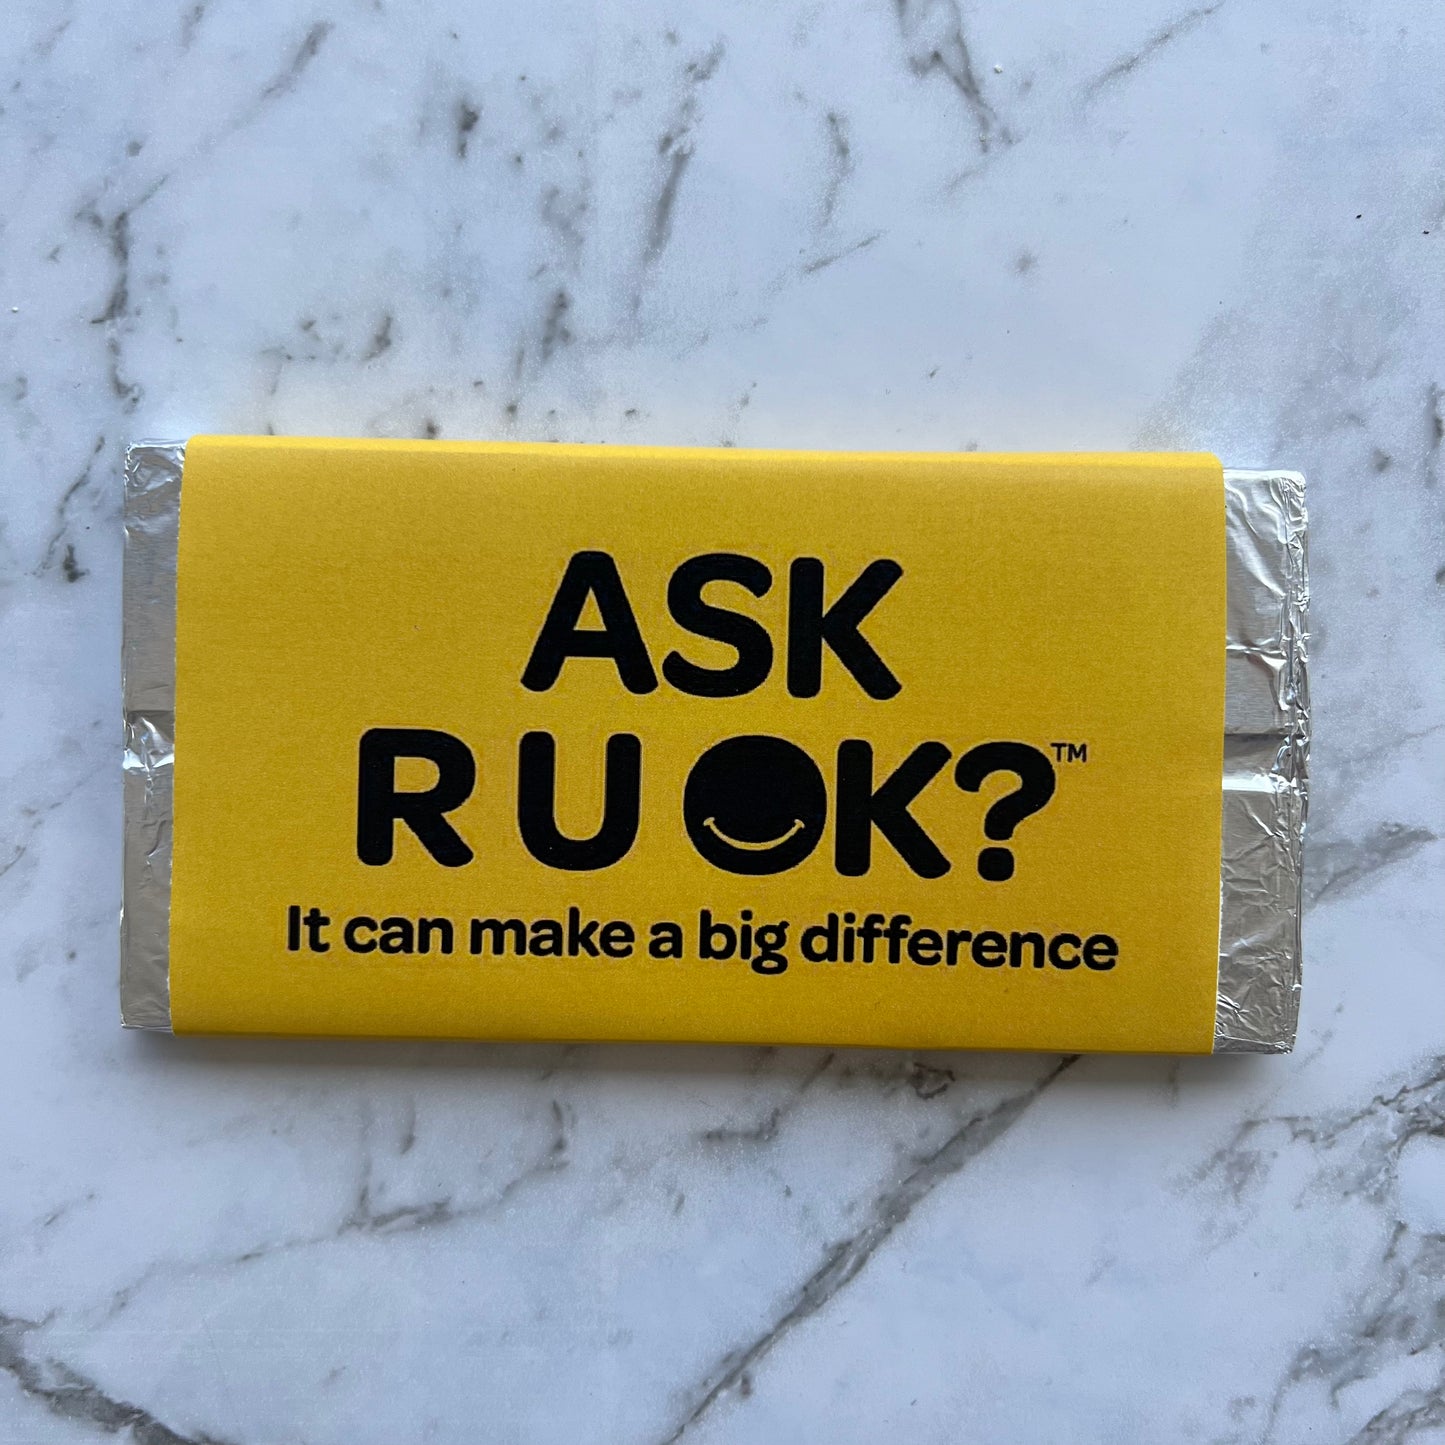 ASK
R U OK?™
It can make a big difference